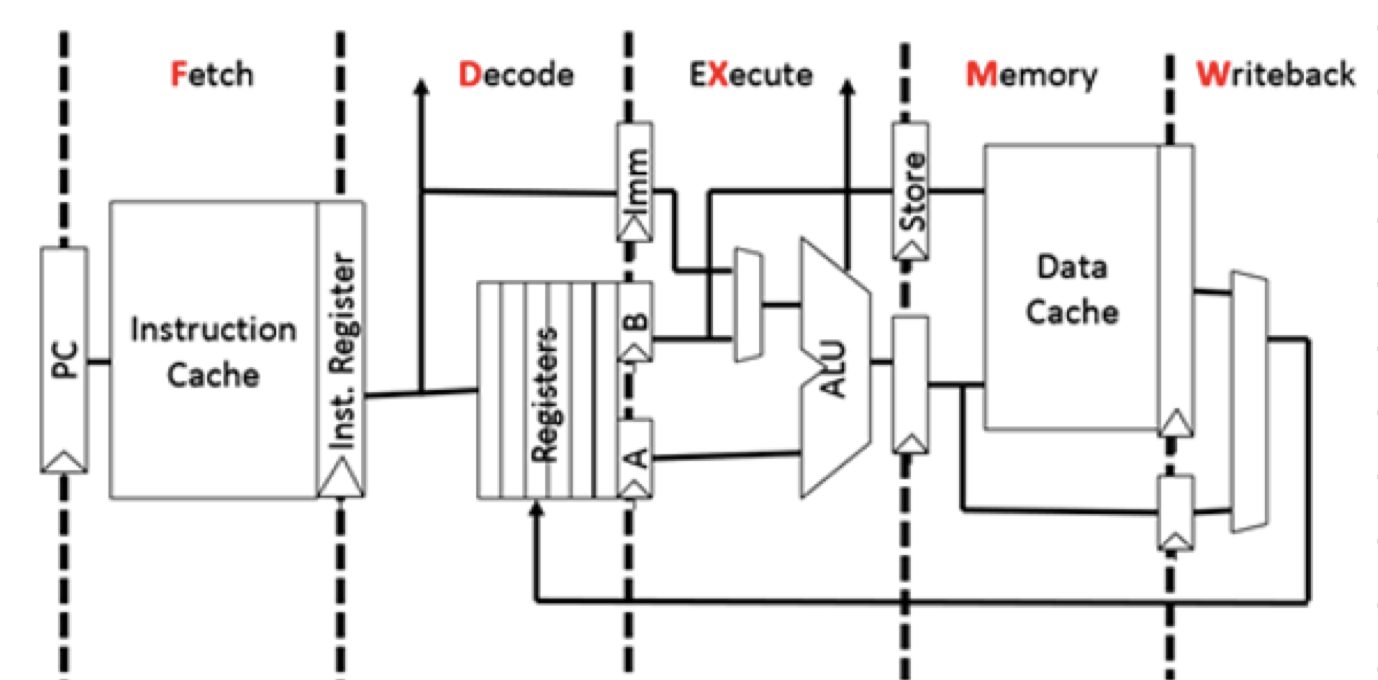 Fetch
Decode
EXecute
Memory
Writeback
PC
Instruction
Cache
Inst. Register
Registers
Imm
B
A
ALU
Store
Data
Cache